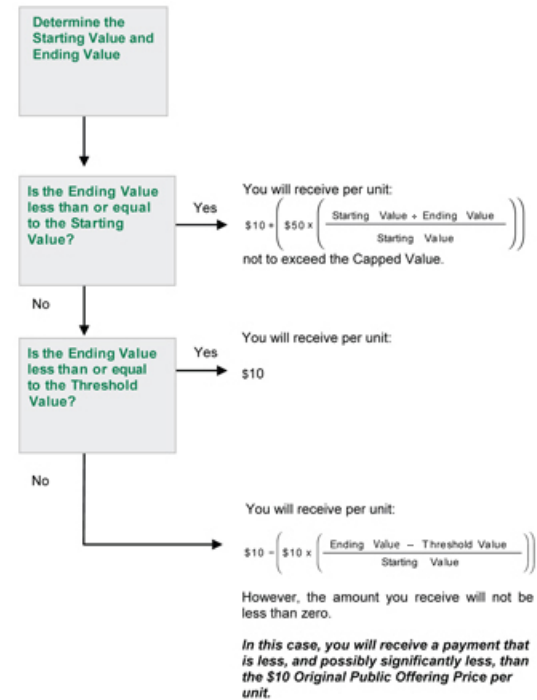 Determine the
Starting Value and
Ending Value
Is the Ending Value
less than or equal
to the Starting
Value?
Yes
You will receive per unit:
$10 + ( $50 x ( Starting Value + Ending Value
Starting Value ) )
not to exceed the Capped Value.
No
Is the Ending Value
less than or equal
to the Threshold
Value?
Yes
You will receive per unit:
$10
No
You will receive per unit:
$10 - ( $10 x ( Ending Value – Threshold Value
Starting Value ) )
However, the amount you receive will not be
less than zero.
In this case, you will receive a payment that
is less, and possibly significantly less, than
the $10 Original Public Offering Price per
unit.